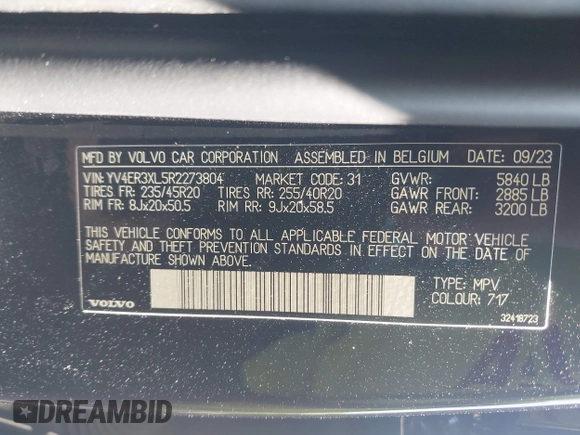 MFD BY VOLVO CAR CORPORATION ASSEMBLED IN BELGIUM DATE: 09/23
VIN: YV4ER3XL5R2273804 MARKET CODE: 31 GVWR: 5840 LB
TIRES FR: 235/45R20 TIRES RR: 255/40R20 GAWR FRONT: 2885 LB
RIM FR: 8Jx20x50.5 RIM RR: 9Jx20x58.5 GAWR REAR: 3200 LB
THIS VEHICLE CONFORMS TO ALL APPLICABLE FEDERAL MOTOR VEHICLE
SAFETY AND THEFT PREVENTION STANDARDS IN EFFECT ON THE DATE OF
MANUFACTURE SHOWN ABOVE.
TYPE: MPV
COLOUR: 717
VOLVO
32418723
DREAMBID